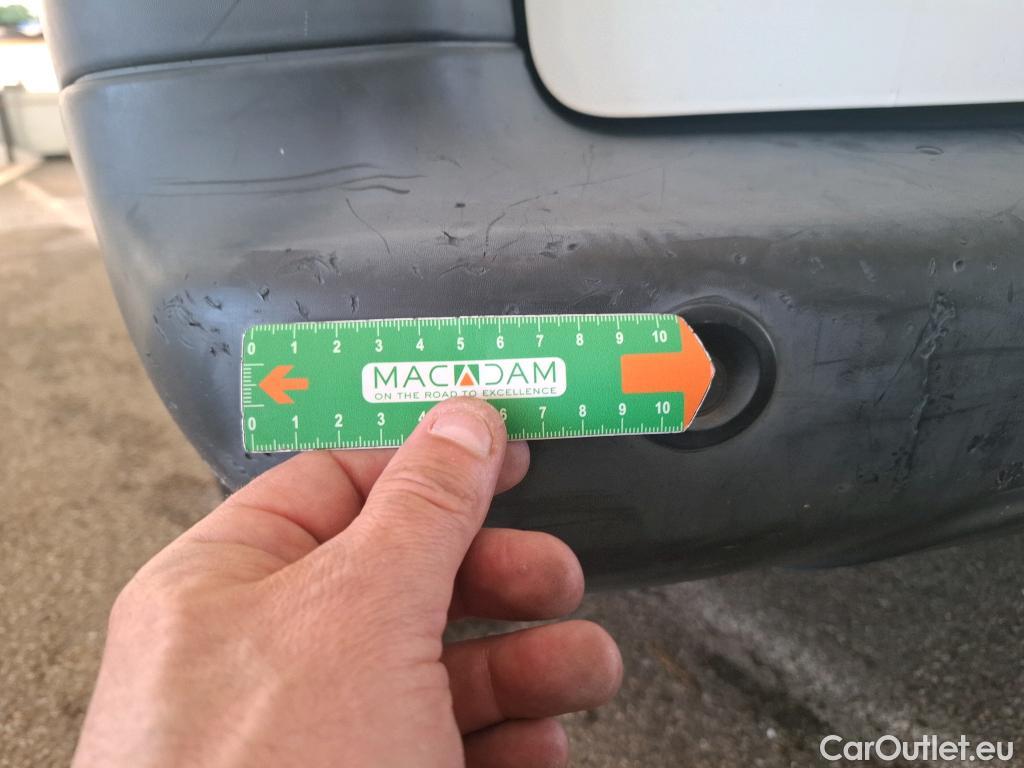 0 1 2 3 4 5 6 7 8 9 10
MACADAM
ON THE ROAD TO EXCELLENCE
0 1 2 3 4 6 7 8 9 10
CarOutlet.eu